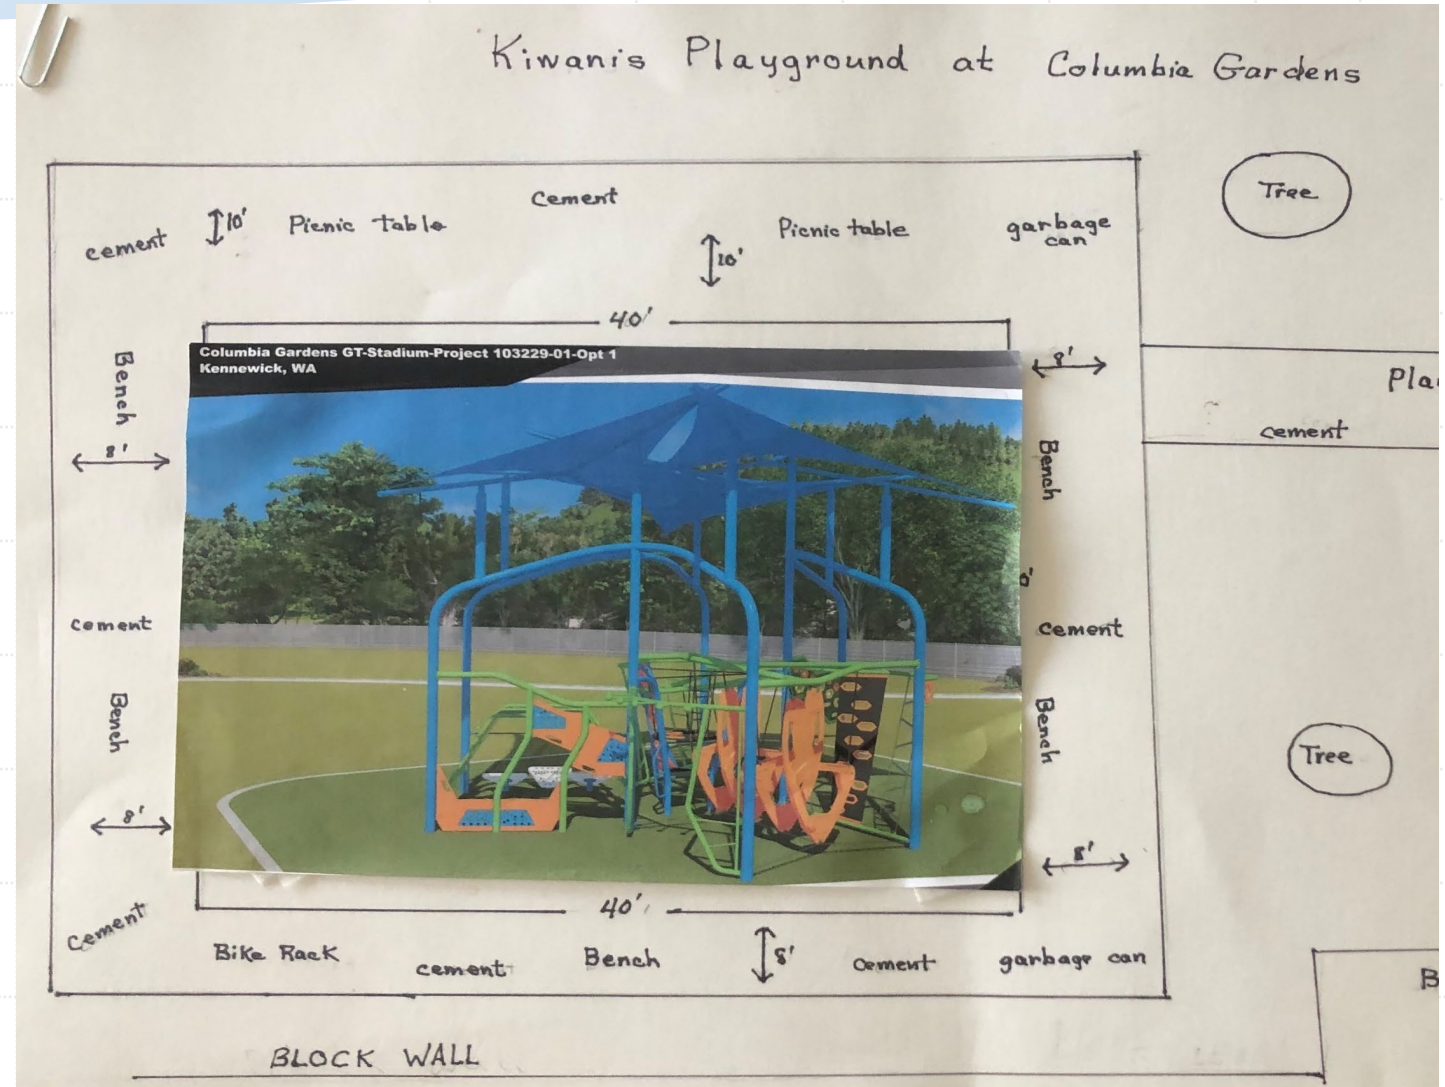 Kiwanis Playground at Columbia Gardens
Cement
Tree
10'
Picnic Table
Picnic table
garbage
can
cement
10'
40'
Columbia Gardens GT-Stadium-Project 103229-01-Opt 1
Kennewick, WA
8'
Bench
Bench
8'
cement
cement
cement
Bench
Bench
Tree
8'
8'
40'
Cement
Bike Rack
cement
Bench
8'
cement
garbage can
BLOCK WALL